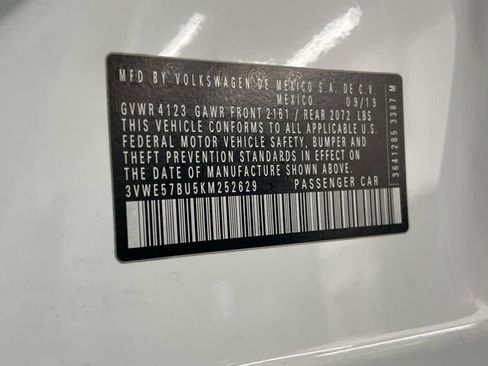 MFD BY VOLKSWAGEN DE MEXICO S.A. DE C.V.
MEXICO 09/19
GVWR 4123 GAWR FRONT 2161 / REAR 2072 LBS
THIS VEHICLE CONFORMS TO ALL APPLICABLE U.S.
FEDERAL MOTOR VEHICLE SAFETY, BUMPER AND
THEFT PREVENTION STANDARDS IN EFFECT ON
THE DATE OF MANUFACTURE SHOWN ABOVE.
3VWE57BU5KM252629 PASSENGER CAR
3641285 3387 M